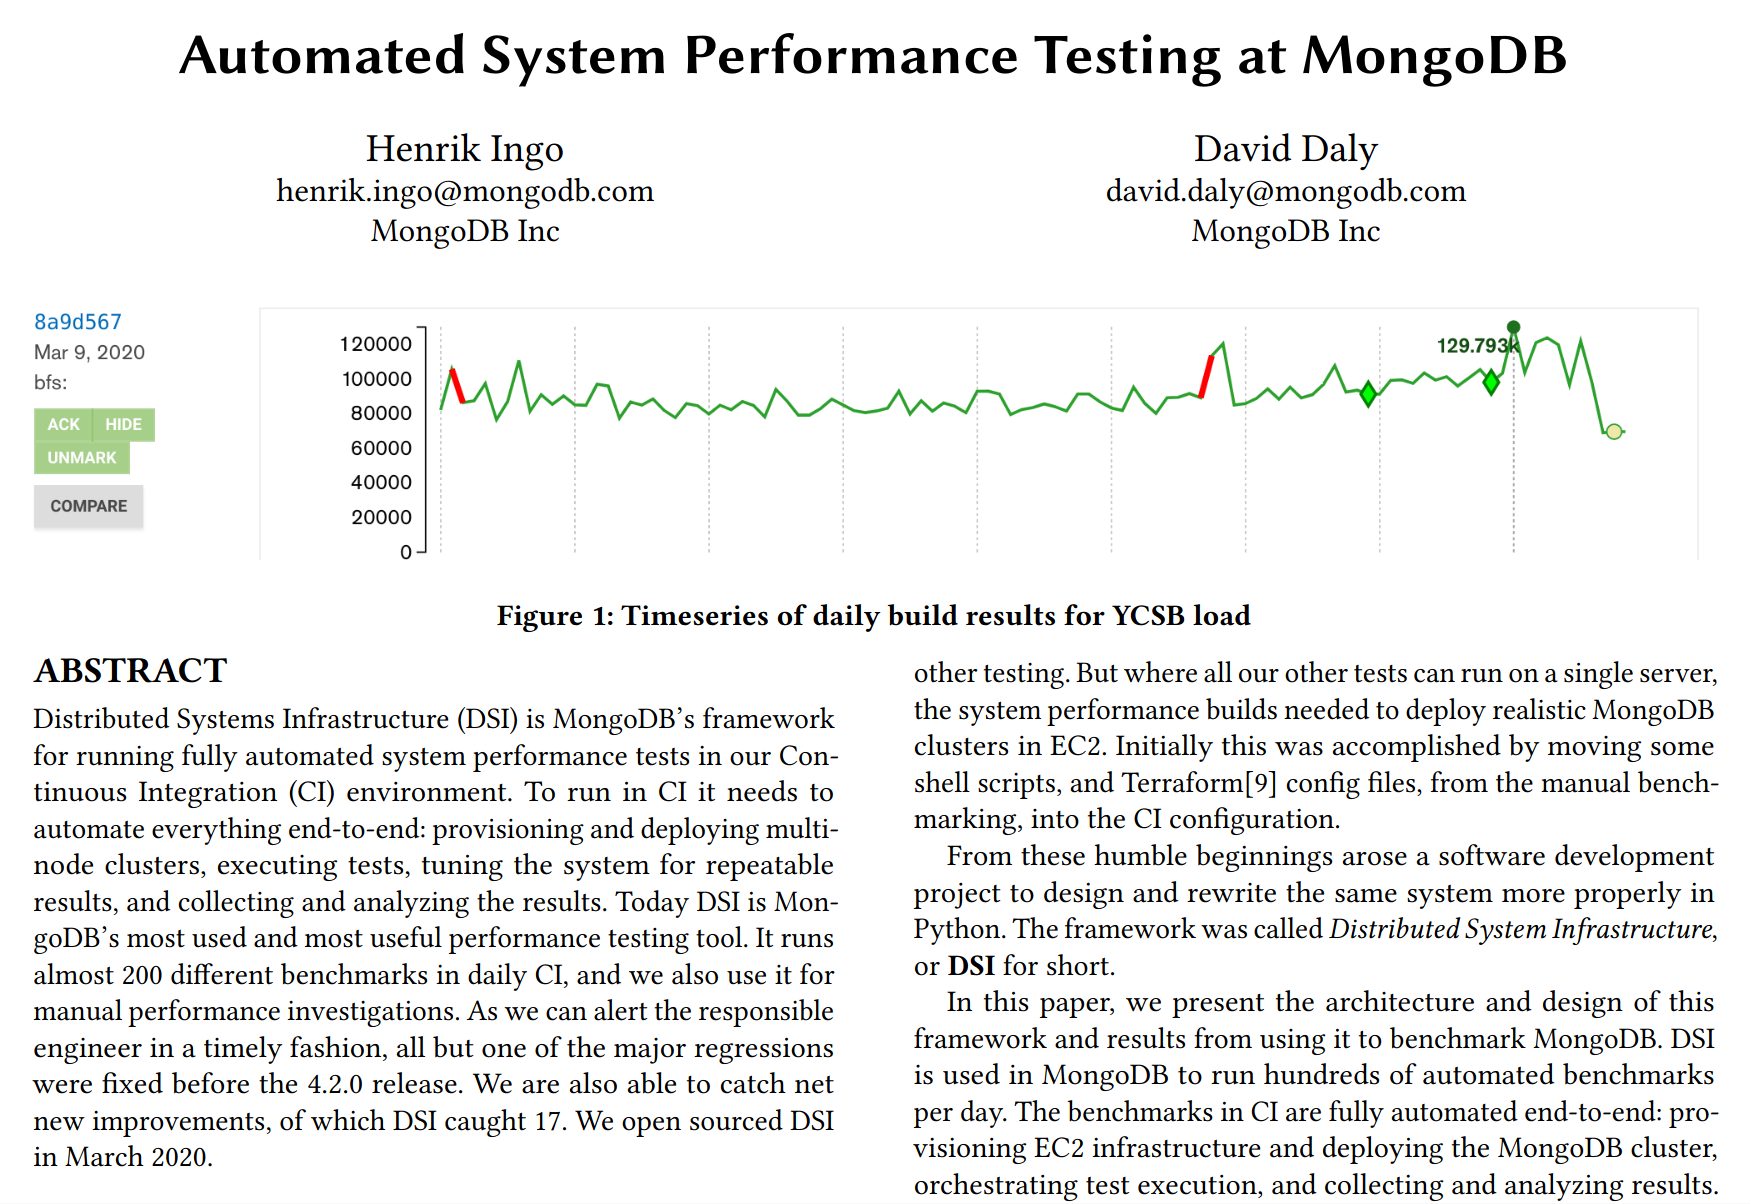 Automated System Performance Testing at MongoDB
Henrik Ingo
henrik.ingo@mongodb.com
MongoDB Inc
David Daly
david.daly@mongodb.com
MongoDB Inc
8a9d567
Mar 9, 2020
bfs:
ACK HIDE
UNMARK
COMPARE
120000
100000
80000
60000
40000
20000
0
129.793k
Figure 1: Timeseries of daily build results for YCSB load
ABSTRACT
Distributed Systems Infrastructure (DSI) is MongoDB's framework
for running fully automated system performance tests in our Con-
tinuous Integration (CI) environment. To run in CI it needs to
automate everything end-to-end: provisioning and deploying multi-
node clusters, executing tests, tuning the system for repeatable
results, and collecting and analyzing the results. Today DSI is Mon-
goDB's most used and most useful performance testing tool. It runs
almost 200 different benchmarks in daily CI, and we also use it for
manual performance investigations. As we can alert the responsible
engineer in a timely fashion, all but one of the major regressions
were fixed before the 4.2.0 release. We are also able to catch net
new improvements, of which DSI caught 17. We open sourced DSI
in March 2020.
other testing. But where all our other tests can run on a single server,
the system performance builds needed to deploy realistic MongoDB
clusters in EC2. Initially this was accomplished by moving some
shell scripts, and Terraform[9] config files, from the manual bench-
marking, into the CI configuration.
From these humble beginnings arose a software development
project to design and rewrite the same system more properly in
Python. The framework was called Distributed System Infrastructure,
or DSI for short.
In this paper, we present the architecture and design of this
framework and results from using it to benchmark MongoDB. DSI
is used in MongoDB to run hundreds of automated benchmarks
per day. The benchmarks in CI are fully automated end-to-end: pro-
visioning EC2 infrastructure and deploying the MongoDB cluster,
orchestrating test execution, and collecting and analyzing results.